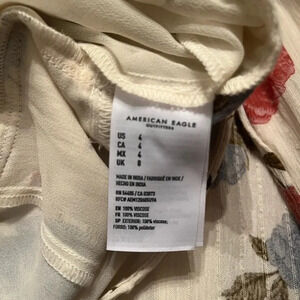 AMERICAN EAGLE
OUTFITTERS
US 4
CA 4
MX 4
UK 8
MADE IN INDIA / FABRIQUÉ EN INDE /
HECHO EN INDIA
EN 100% VISCOSE
FR 100% VISCOSE
SP EXTERIOR: 100% viscosa;
FORRO: 100% poliéster